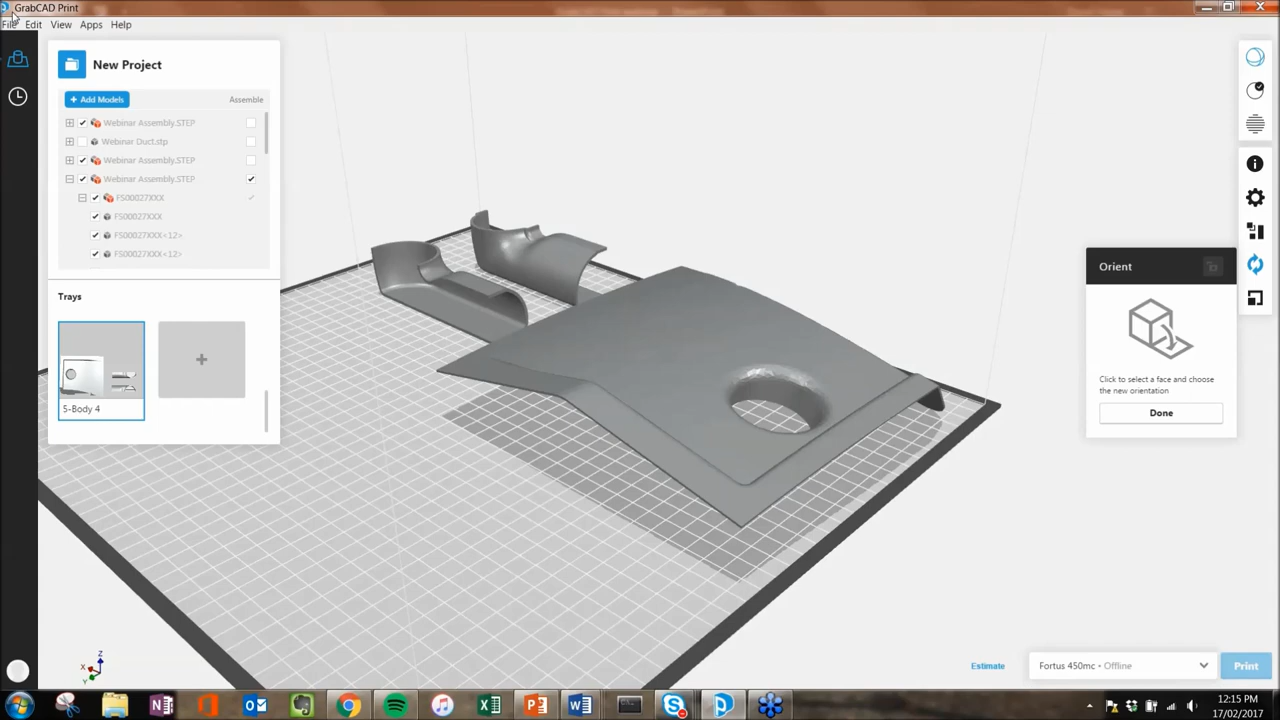 GrabCAD Print
File Edit View Apps Help
New Project
+ Add Models
Assemble
Webinar Assembly.STEP
Webinar Duct.stp
Webinar Assembly.STEP
Webinar Assembly.STEP
FS00027XXX
FS00027XXX
FS00027XXX<12>
FS00027XXX<12>
Trays
5-Body 4
Orient
Click to select a face and choose
the new orientation
Done
X
Y
Z
Estimate
Fortus 450mc • Offline
Print
12:15 PM
17/02/2017